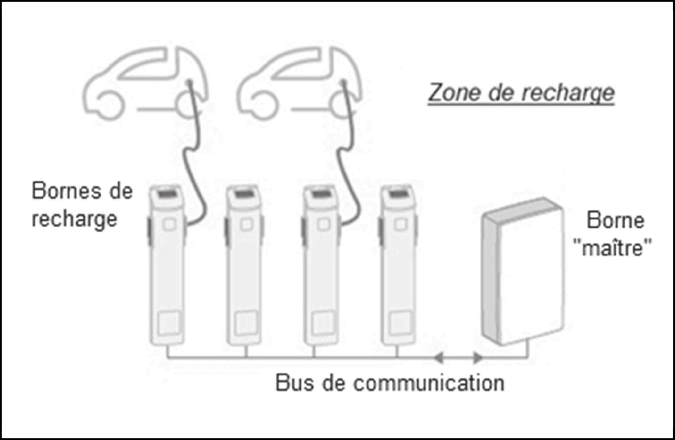 Zone de recharge
Bornes de
recharge
Borne
"maître"
Bus de communication